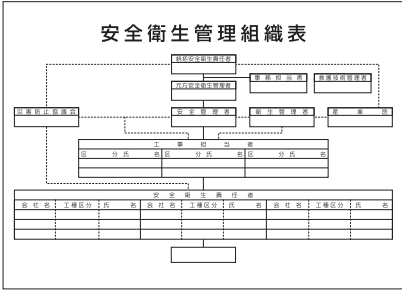 安全衛生管理組織表
統括安全衛生責任者
事務担当者 救護技術管理者
元方安全衛生管理者
災害防止協議会 安全管理者 衛生管理者 産業医
工事担当者
区分 氏名 区分 氏名 区分 氏名
安全衛生責任者
会社名 工種区分 氏名 会社名 工種区分 氏名 会社名 工種区分 氏名